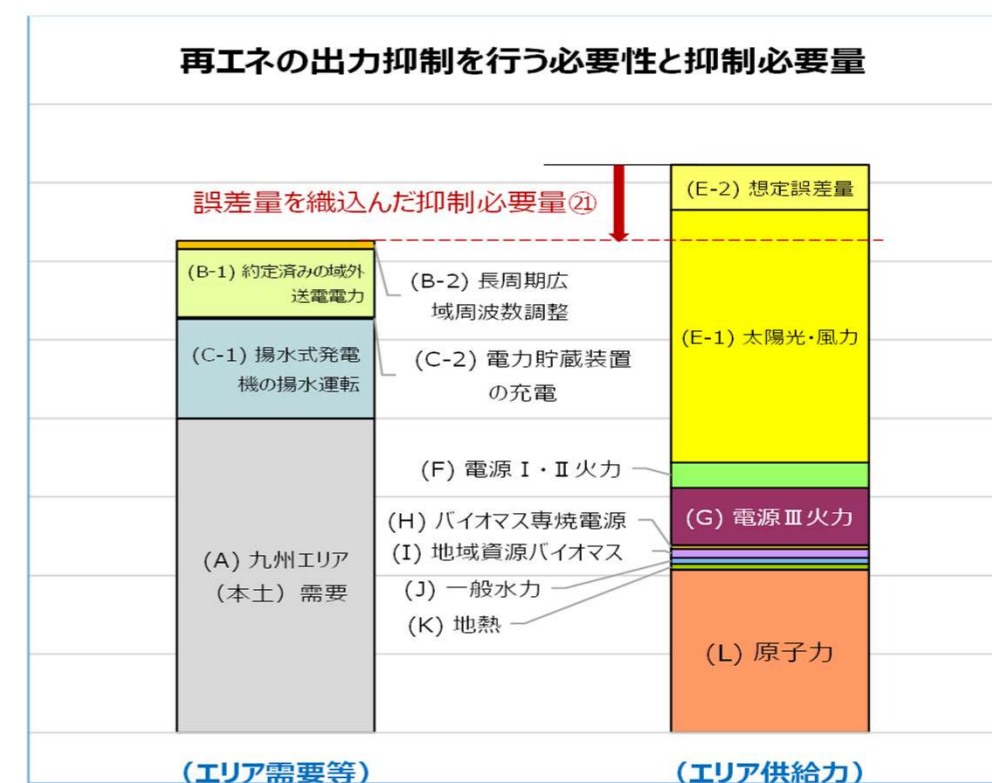 再エネの出力抑制を行う必要性と抑制必要量
(E-2) 想定誤差量
誤差量を織込んだ抑制必要量㉑
(B-1) 約定済みの域外
送電電力
(B-2) 長周期広
域周波数調整
(E-1) 太陽光・風力
(C-1) 揚水式発電
機の揚水運転
(C-2) 電力貯蔵装置
の充電
(F) 電源Ⅰ・Ⅱ火力
(G) 電源Ⅲ火力
(H) バイオマス専焼電源
(I) 地域資源バイオマス
(A) 九州エリア
（本土）需要
(J) 一般水力
(K) 地熱
(L) 原子力
（エリア需要等）
（エリア供給力）